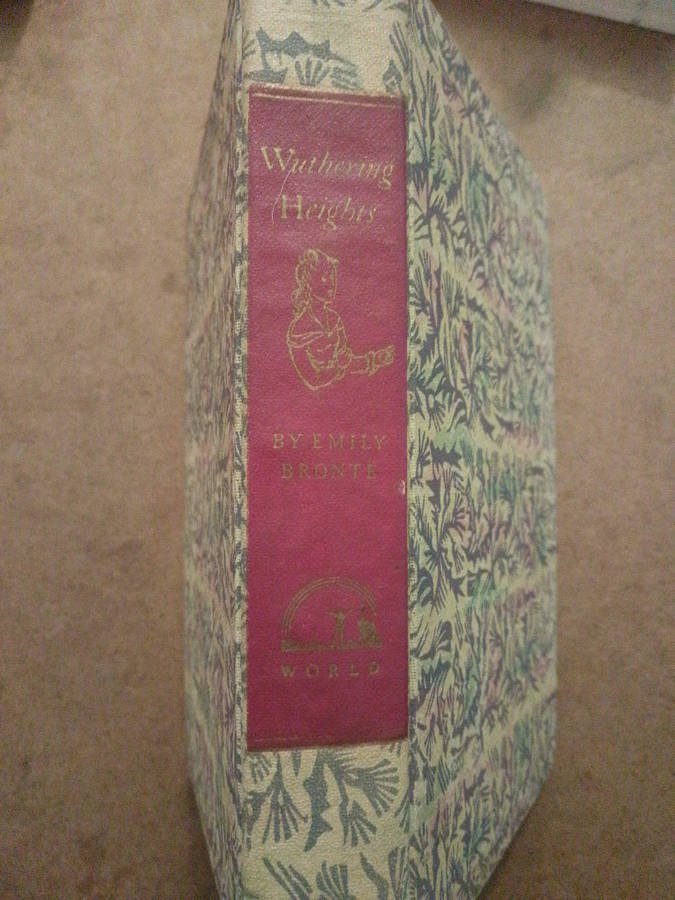 Wuthering
Heights
BY EMILY
BRONTË
WORLD